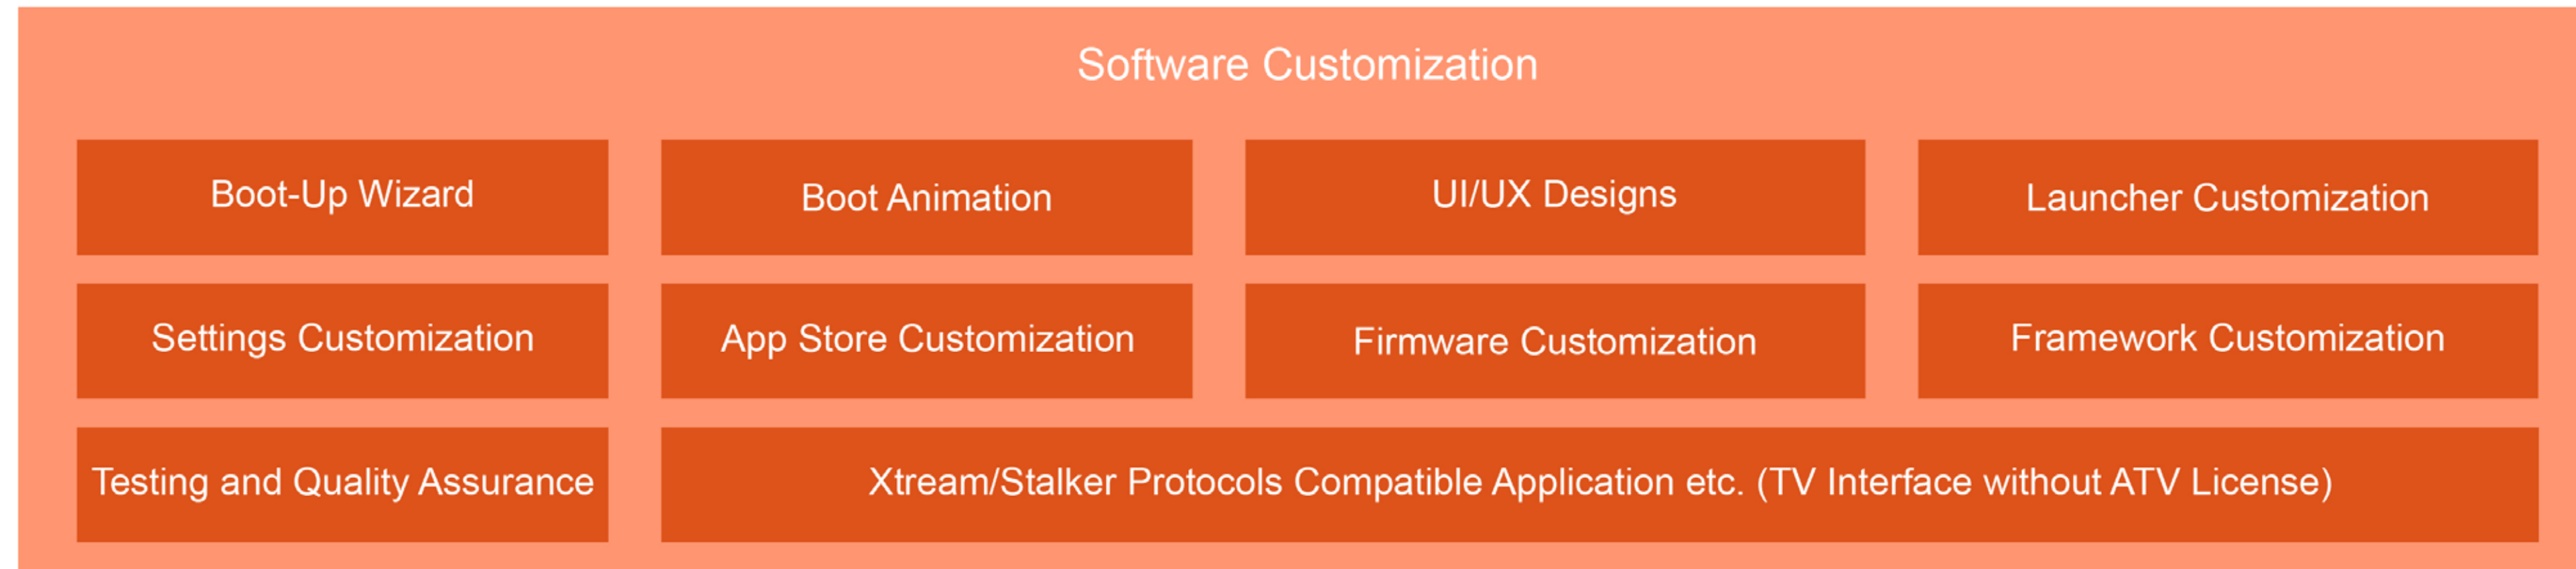 Software Customization
Boot-Up Wizard
Boot Animation
UI/UX Designs
Launcher Customization
Settings Customization
App Store Customization
Firmware Customization
Framework Customization
Testing and Quality Assurance
Xtream/Stalker Protocols Compatible Application etc. (TV Interface without ATV License)